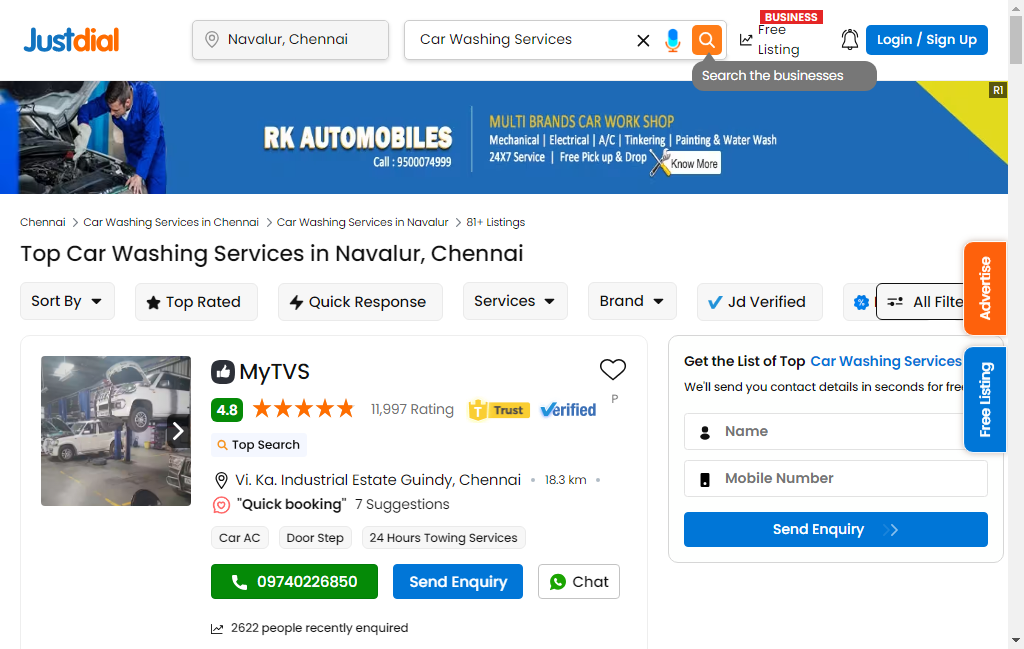 Justdial
Navalur, Chennai
Car Washing Services
BUSINESS
Free
Listing
Login / Sign Up
Search the businesses
R1
RK AUTOMOBILES
Call : 9500074999
MULTI BRANDS CAR WORK SHOP
Mechanical | Electrical | A/C | Tinkering | Painting & Water Wash
24X7 Service | Free Pick up & Drop
Know More
Chennai > Car Washing Services in Chennai > Car Washing Services in Navalur > 81+ Listings
Top Car Washing Services in Navalur, Chennai
Sort By
Top Rated
Quick Response
Services
Brand
Jd Verified
All Filte
Advertise
Free Listing
MyTVS
4.8
11,997 Rating
T Trust
Verified
P
Top Search
Vi. Ka. Industrial Estate Guindy, Chennai • 18.3 km •
"Quick booking" 7 Suggestions
Car AC
Door Step
24 Hours Towing Services
09740226850
Send Enquiry
Chat
2622 people recently enquired
Get the List of Top Car Washing Services
We'll send you contact details in seconds for free
Name
Mobile Number
Send Enquiry